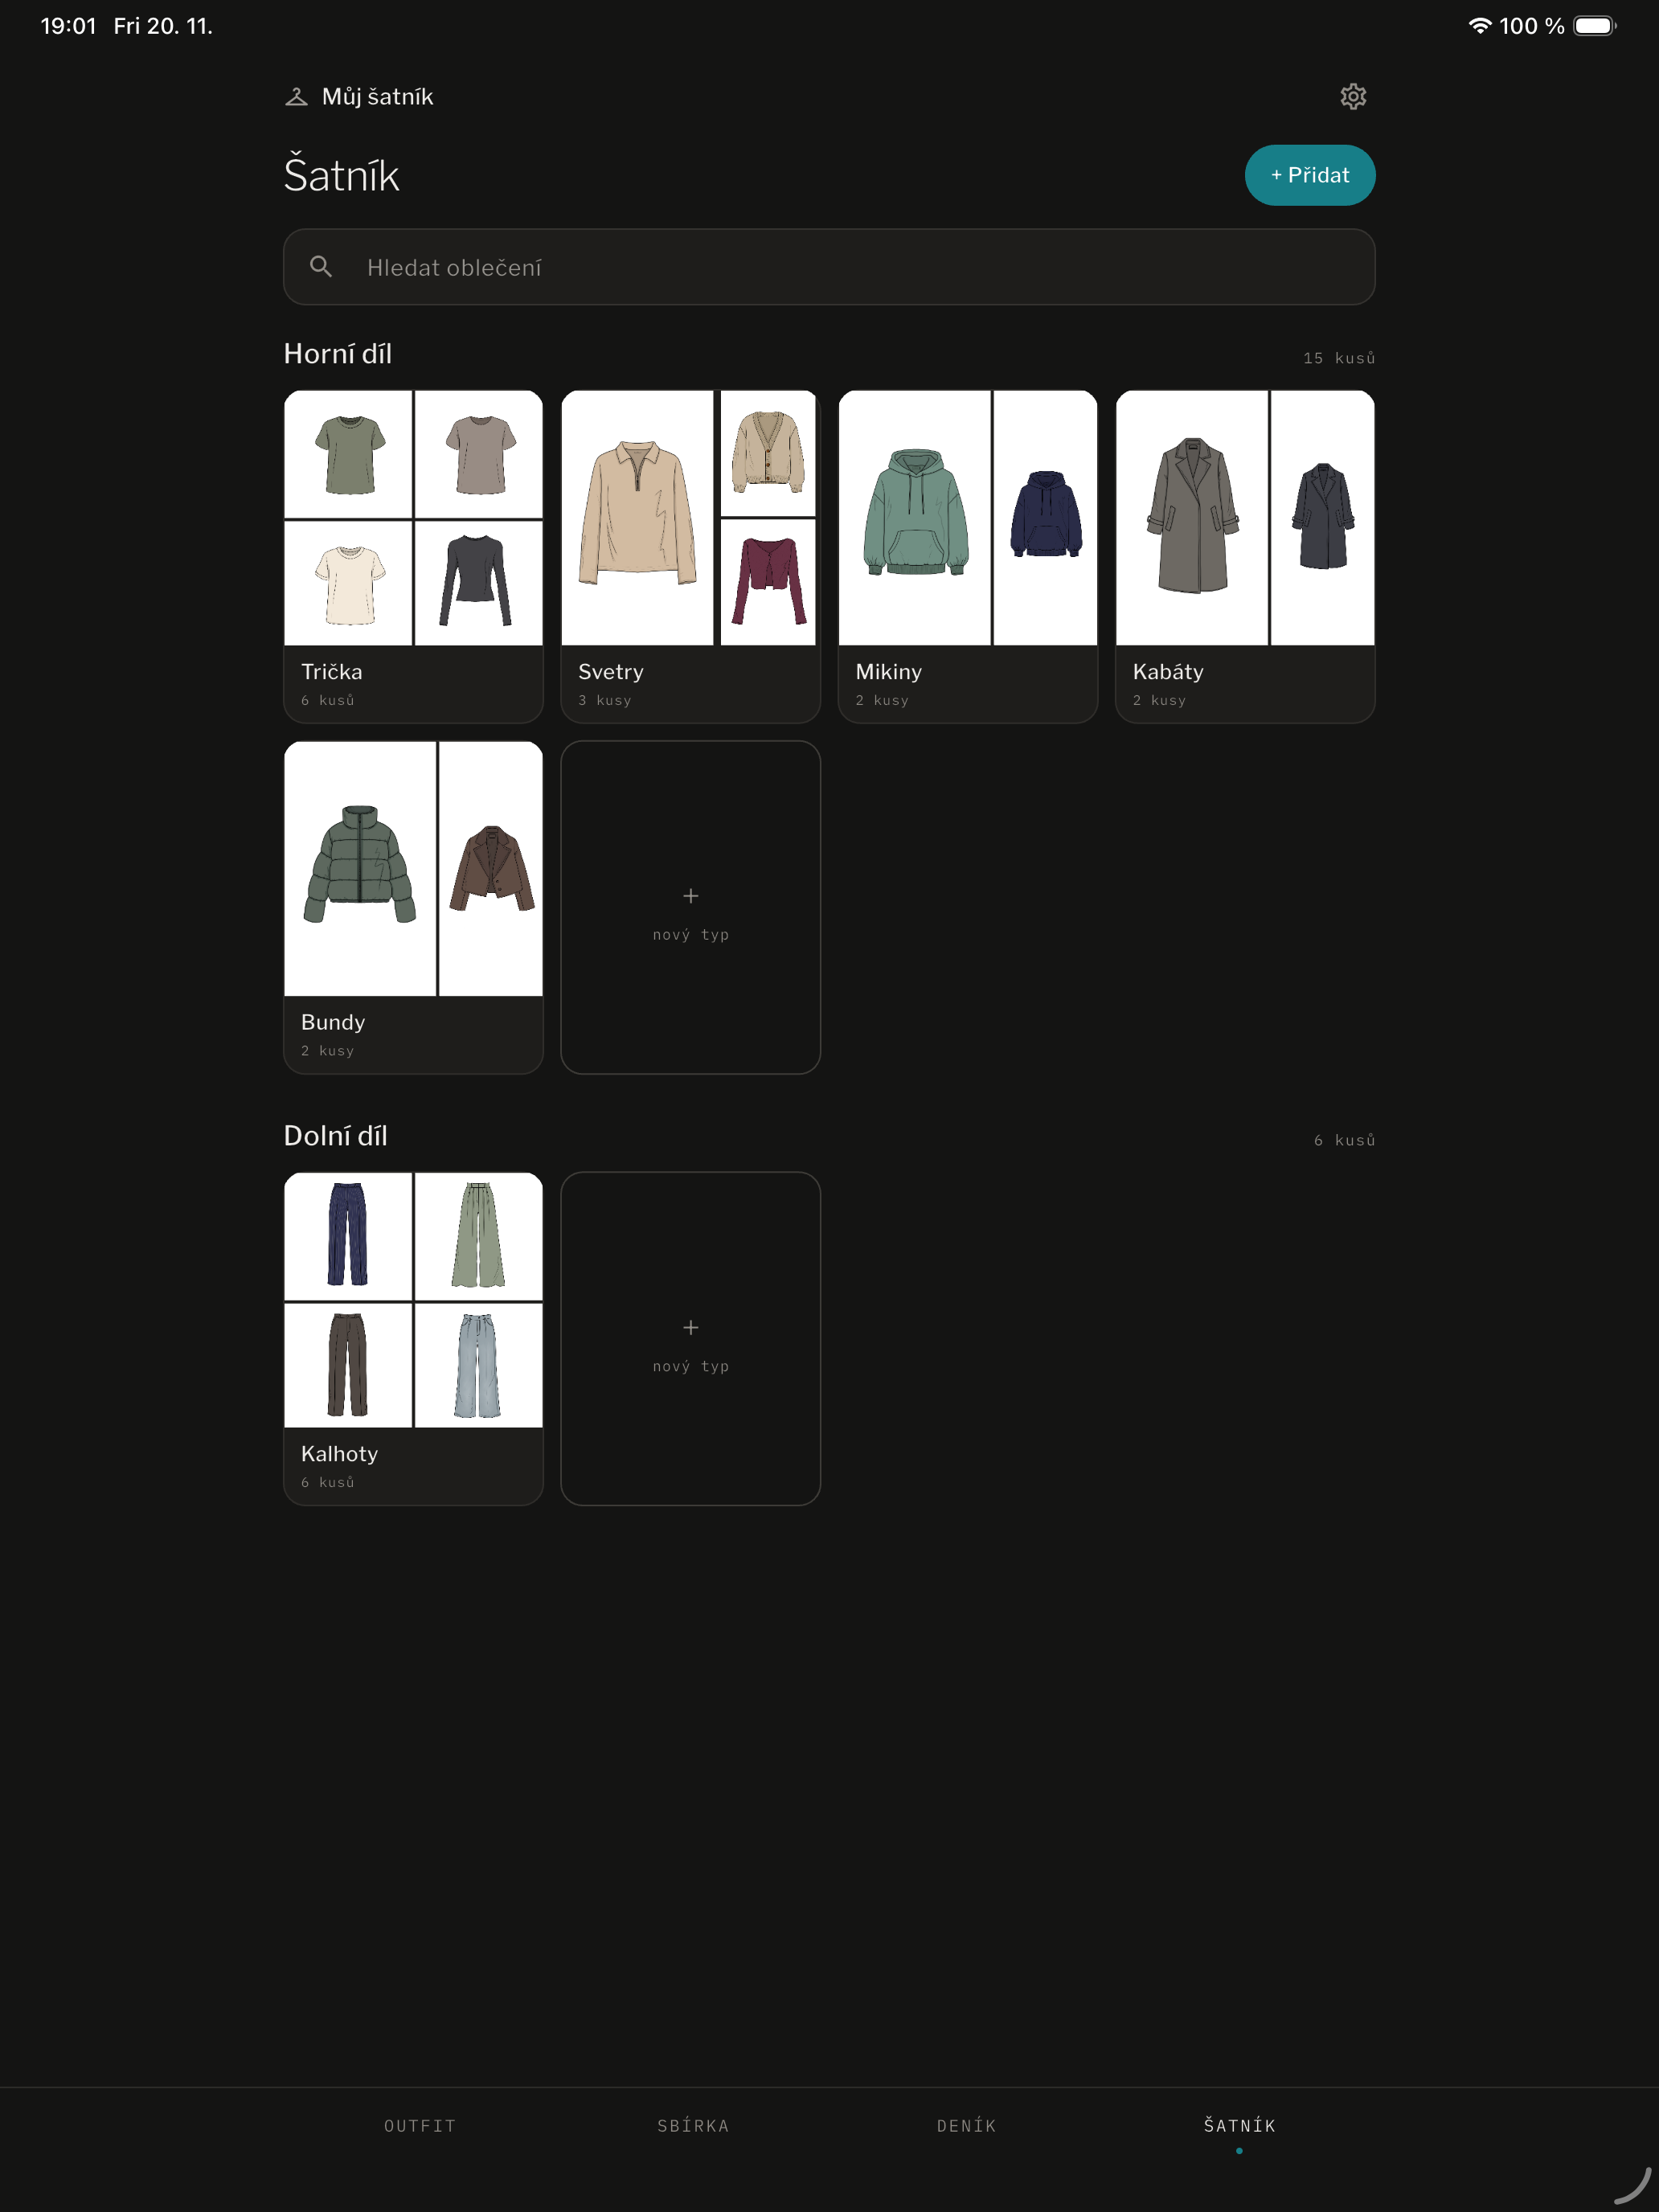 19:01 Fri 20. 11.
100 %
Můj šatník
Šatník
+ Přidat
Hledat oblečení
Horní díl
15 kusů
Trička
6 kusů
Svetry
3 kusy
Mikiny
2 kusy
Kabáty
2 kusy
Bundy
2 kusy
+
nový typ
Dolní díl
6 kusů
Kalhoty
6 kusů
+
nový typ
OUTFIT
SBÍRKA
DENÍK
ŠATNÍK